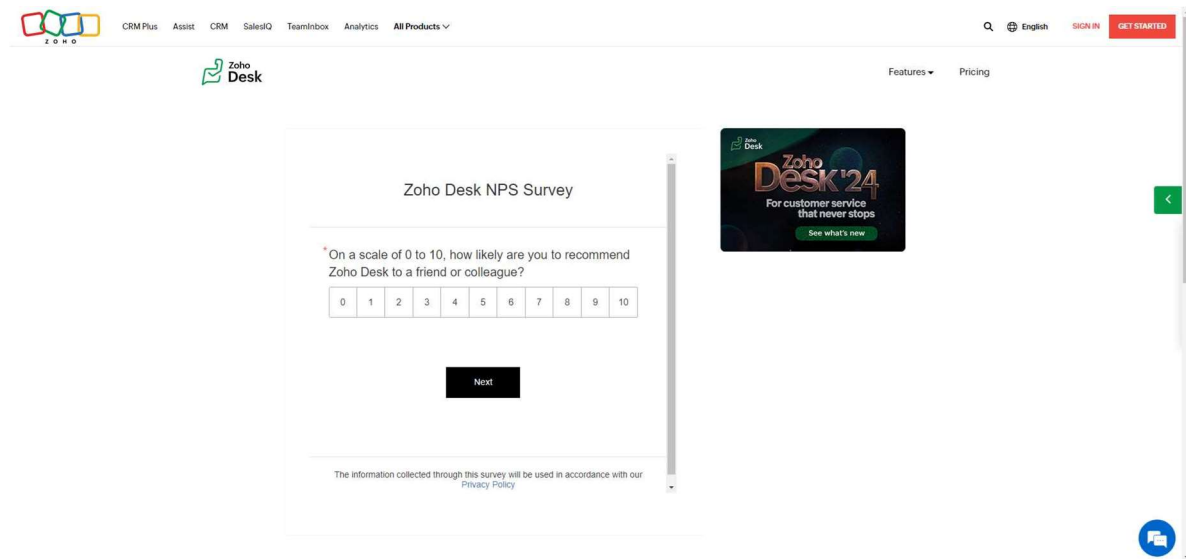 ZOHO
CRM Plus Assist CRM SalesIQ TeamInbox Analytics All Products
English SIGN IN GET STARTED
Zoho
Desk
Features Pricing
Zoho Desk NPS Survey
*On a scale of 0 to 10, how likely are you to recommend
Zoho Desk to a friend or colleague?
0 1 2 3 4 5 6 7 8 9 10
Next
The information collected through this survey will be used in accordance with our
Privacy Policy
Zoho
Desk
Zoho
Desk'24
For customer service
that never stops
See what's new